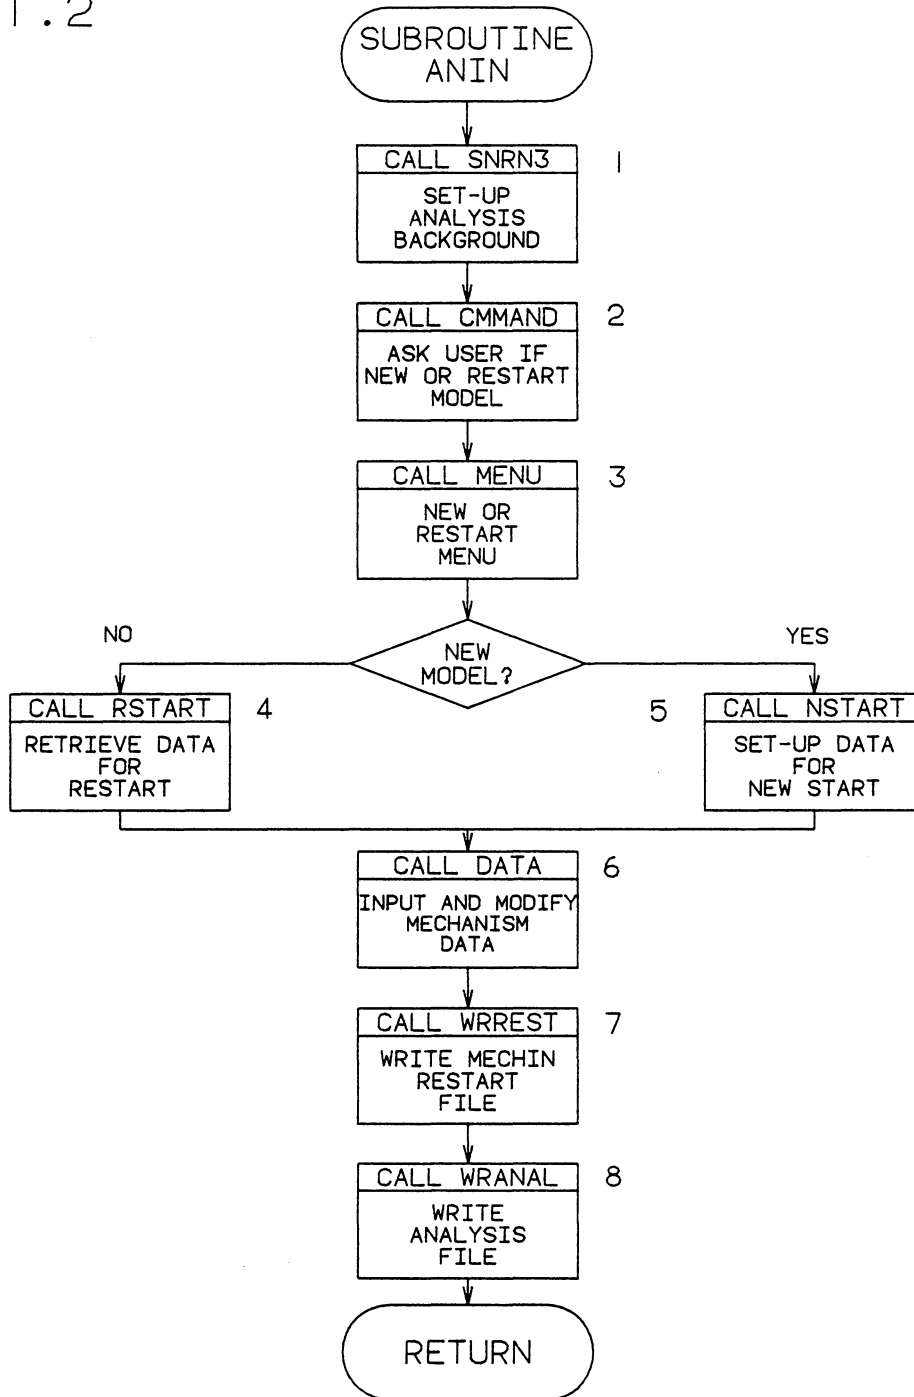 1.2
SUBROUTINE
ANIN
CALL SNRN3
1
SET-UP
ANALYSIS
BACKGROUND
CALL CMMAND
2
ASK USER IF
NEW OR RESTART
MODEL
CALL MENU
3
NEW OR
RESTART
MENU
NO
YES
NEW
MODEL?
CALL RSTART
4
RETRIEVE DATA
FOR
RESTART
5
CALL NSTART
SET-UP DATA
FOR
NEW START
CALL DATA
6
INPUT AND MODIFY
MECHANISM
DATA
CALL WRREST
7
WRITE MECHIN
RESTART
FILE
CALL WRANAL
8
WRITE
ANALYSIS
FILE
RETURN